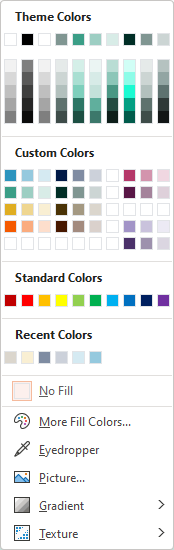 Theme Colors
Custom Colors
Standard Colors
Recent Colors
No Fill
More Fill Colors...
Eyedropper
Picture...
Gradient
Texture